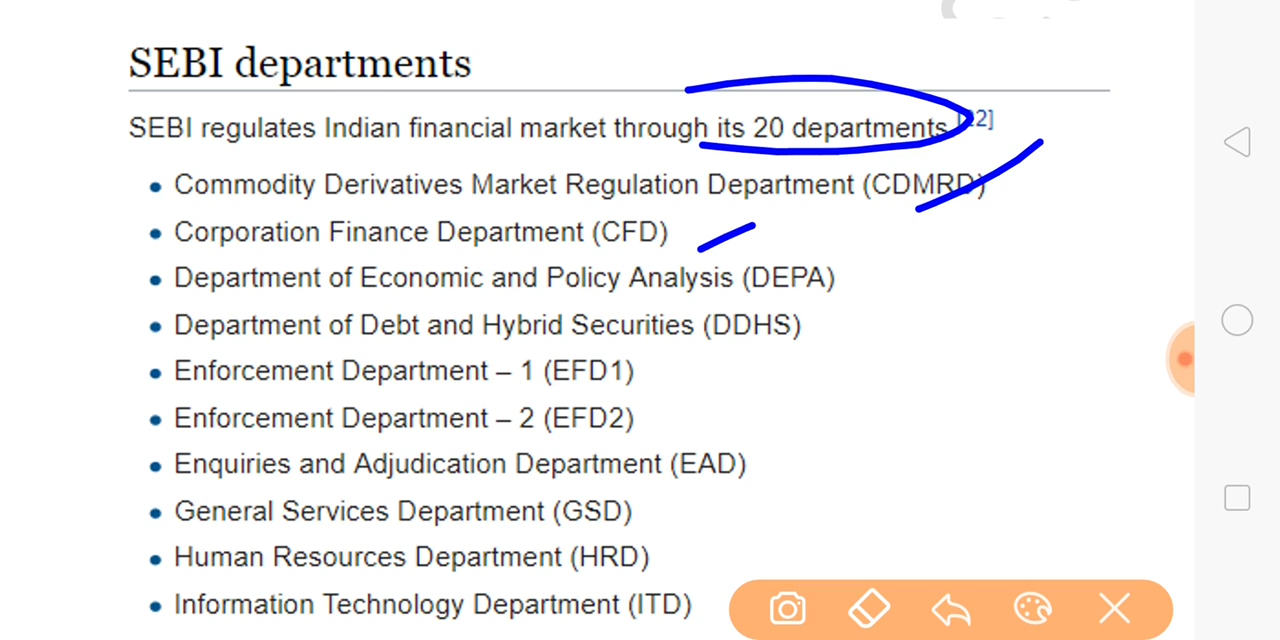 SEBI departments
SEBI regulates Indian financial market through its 20 departments.[22]
Commodity Derivatives Market Regulation Department (CDMRD)
Corporation Finance Department (CFD)
Department of Economic and Policy Analysis (DEPA)
Department of Debt and Hybrid Securities (DDHS)
Enforcement Department – 1 (EFD1)
Enforcement Department – 2 (EFD2)
Enquiries and Adjudication Department (EAD)
General Services Department (GSD)
Human Resources Department (HRD)
Information Technology Department (ITD)